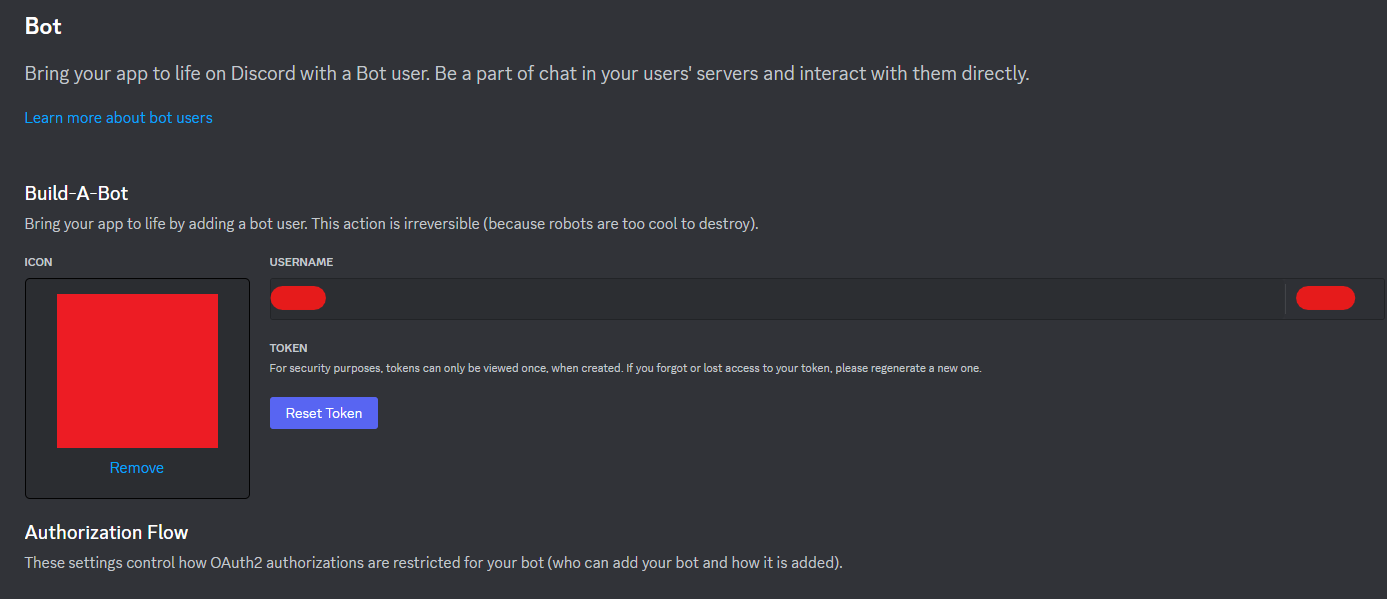 Bot
Bring your app to life on Discord with a Bot user. Be a part of chat in your users' servers and interact with them directly.
Learn more about bot users
Build-A-Bot
Bring your app to life by adding a bot user. This action is irreversible (because robots are too cool to destroy).
ICON
USERNAME
TOKEN
For security purposes, tokens can only be viewed once, when created. If you forgot or lost access to your token, please regenerate a new one.
Reset Token
Remove
Authorization Flow
These settings control how OAuth2 authorizations are restricted for your bot (who can add your bot and how it is added).